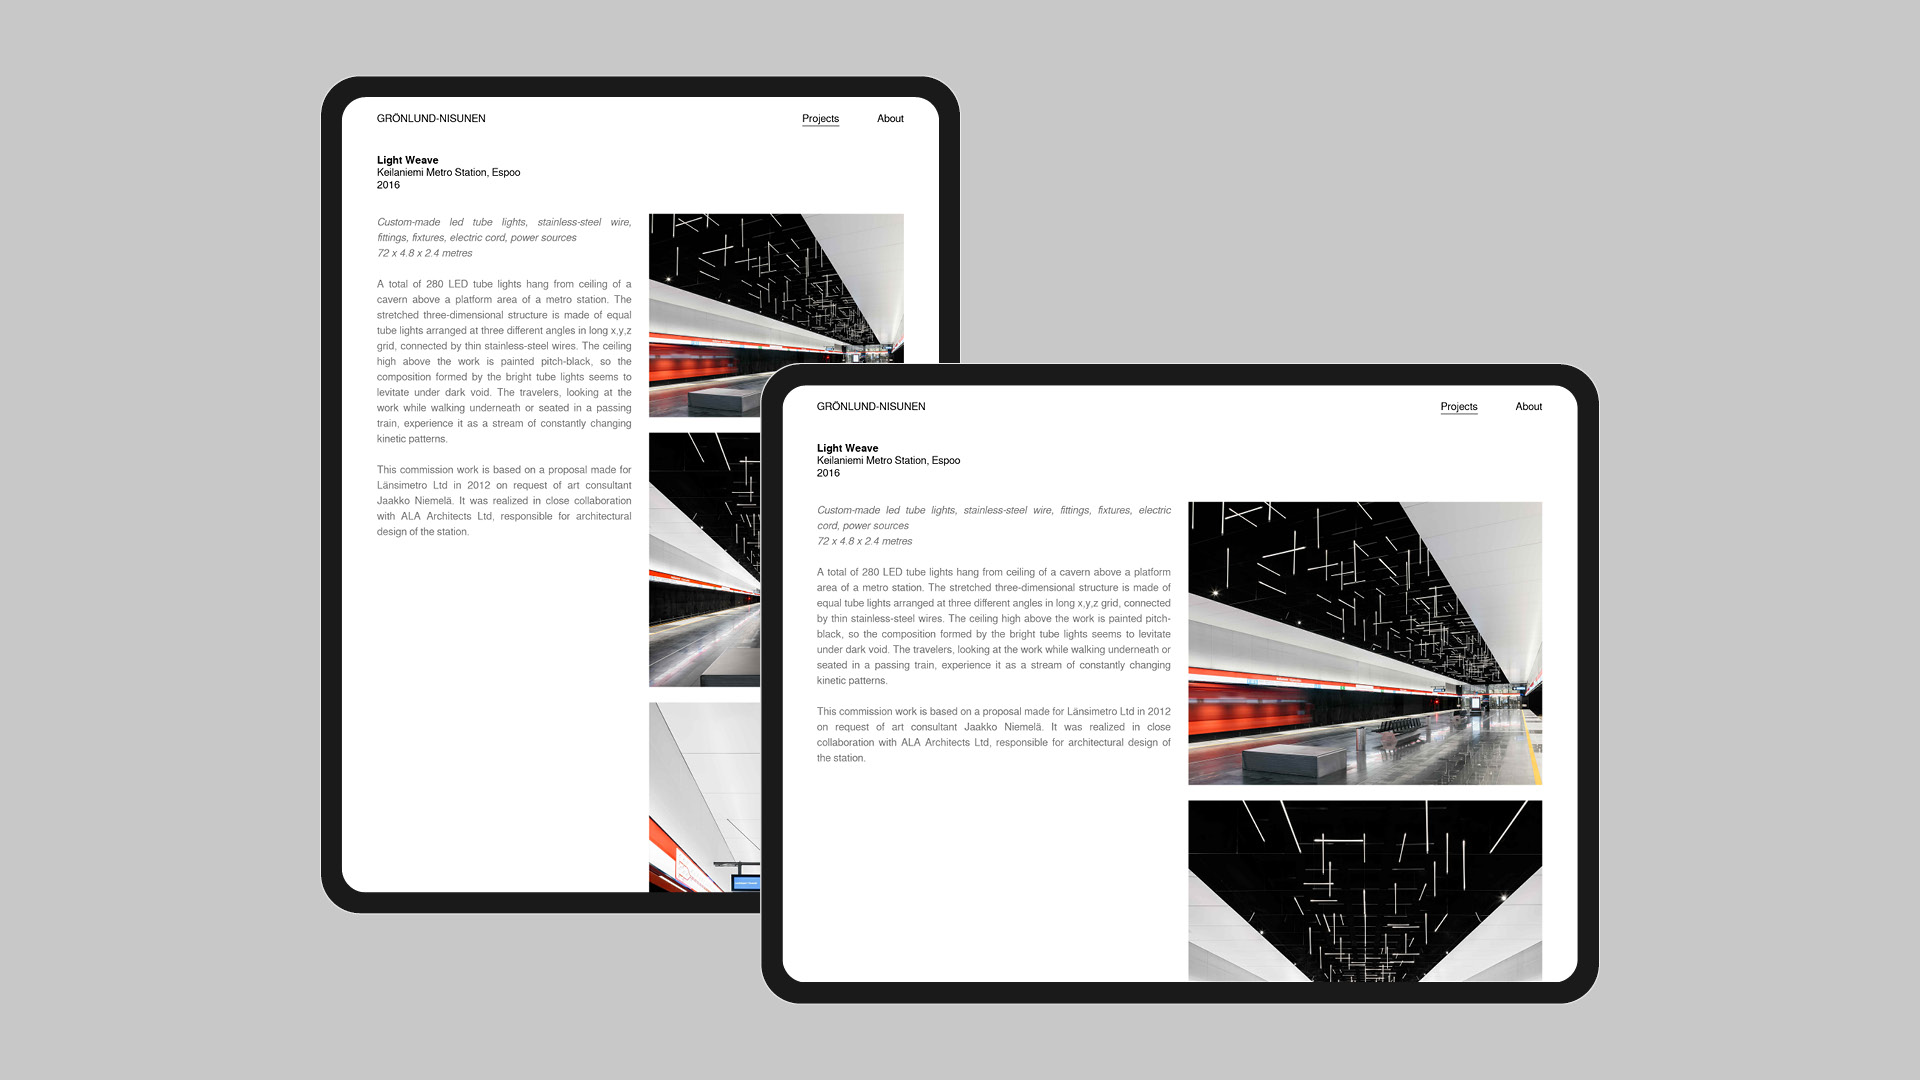 GRÖNLUND-NISUNEN
Projects
About
Light Weave
Keilaniemi Metro Station, Espoo
2016
Custom-made led tube lights, stainless-steel wire,
fittings, fixtures, electric cord, power sources
72 x 4.8 x 2.4 metres
A total of 280 LED tube lights hang from ceiling of a
cavern above a platform area of a metro station. The
stretched three-dimensional structure is made of equal
tube lights arranged at three different angles in long x,y,z
grid, connected by thin stainless-steel wires. The ceiling
high above the work is painted pitch-black, so the
composition formed by the bright tube lights seems to
levitate under dark void. The travelers, looking at the
work while walking underneath or seated in a passing
train, experience it as a stream of constantly changing
kinetic patterns.
This commission work is based on a proposal made for
Länsimetro Ltd in 2012 on request of art consultant
Jaakko Niemelä. It was realized in close collaboration
with ALA Architects Ltd, responsible for architectural
design of the station.
GRÖNLUND-NISUNEN
Projects
About
Light Weave
Keilaniemi Metro Station, Espoo
2016
Custom-made led tube lights, stainless-steel wire, fittings, fixtures, electric
cord, power sources
72 x 4.8 x 2.4 metres
A total of 280 LED tube lights hang from ceiling of a cavern above a platform
area of a metro station. The stretched three-dimensional structure is made of
equal tube lights arranged at three different angles in long x,y,z grid, connected
by thin stainless-steel wires. The ceiling high above the work is painted pitch-
black, so the composition formed by the bright tube lights seems to levitate
under dark void. The travelers, looking at the work while walking underneath or
seated in a passing train, experience it as a stream of constantly changing
kinetic patterns.
This commission work is based on a proposal made for Länsimetro Ltd in 2012
on request of art consultant Jaakko Niemelä. It was realized in close
collaboration with ALA Architects Ltd, responsible for architectural design of
the station.